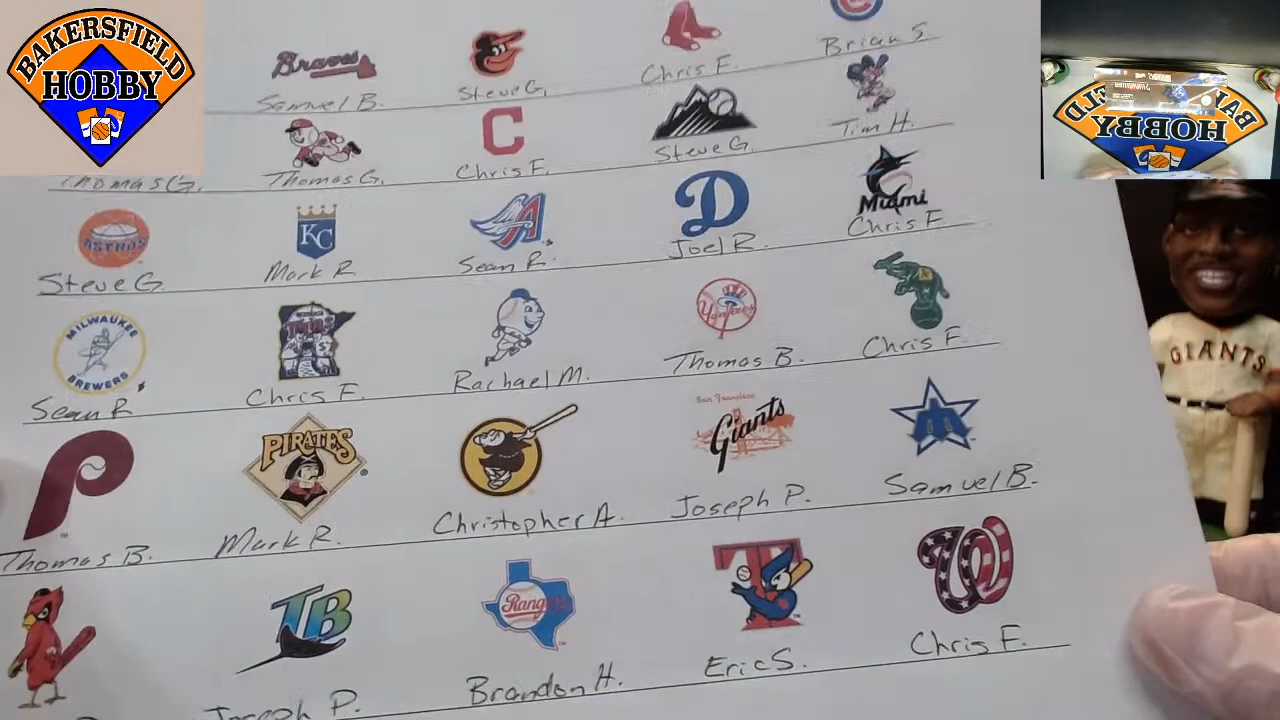 BAKERSFIELD
HOBBY
Braves
Samuel B. Steve G. Chris F. Brian S.
C
Thomas G. Thomas G. Chris F. Steve G. Tim H.
ASTROS KC A D Miami
Steve G. Mark R Sean R. Joel R. Chris F.
MILWAUKEE BREWERS Twins Yankees
Sean R Chris F. Rachael M. Thomas B. Chris F.
P PIRATES San Francisco Giants
Thomas B. Mark R. Christopher A. Joseph P. Samuel B.
TB Rangers T W
Joseph P. Brandon H. Eric S. Chris F.
HOBBY
GIANTS